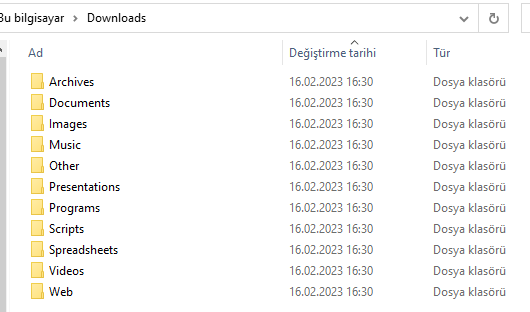 Bu bilgisayar > Downloads
Ad Değiştirme tarihi Tür
Archives 16.02.2023 16:30 Dosya klasörü
Documents 16.02.2023 16:30 Dosya klasörü
Images 16.02.2023 16:30 Dosya klasörü
Music 16.02.2023 16:30 Dosya klasörü
Other 16.02.2023 16:30 Dosya klasörü
Presentations 16.02.2023 16:30 Dosya klasörü
Programs 16.02.2023 16:30 Dosya klasörü
Scripts 16.02.2023 16:30 Dosya klasörü
Spreadsheets 16.02.2023 16:30 Dosya klasörü
Videos 16.02.2023 16:30 Dosya klasörü
Web 16.02.2023 16:30 Dosya klasörü